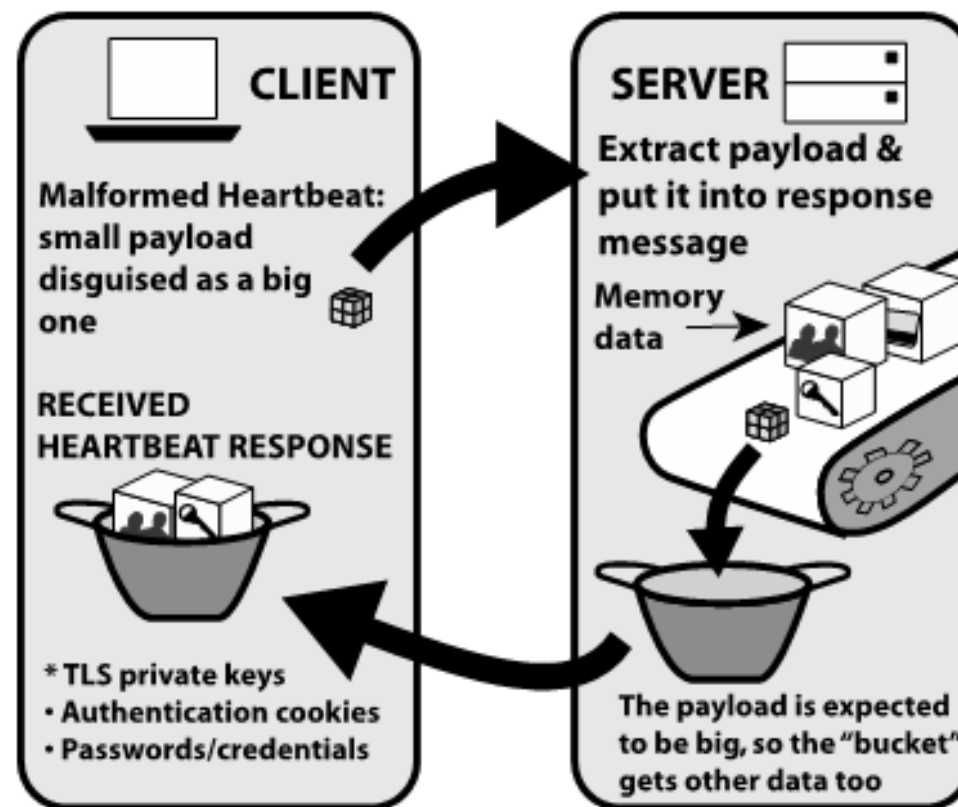 CLIENT
Malformed Heartbeat:
small payload
disguised as a big
one
RECEIVED
HEARTBEAT RESPONSE
* TLS private keys
• Authentication cookies
• Passwords/credentials
SERVER
Extract payload &
put it into response
message
Memory
data
The payload is expected
to be big, so the “bucket”
gets other data too